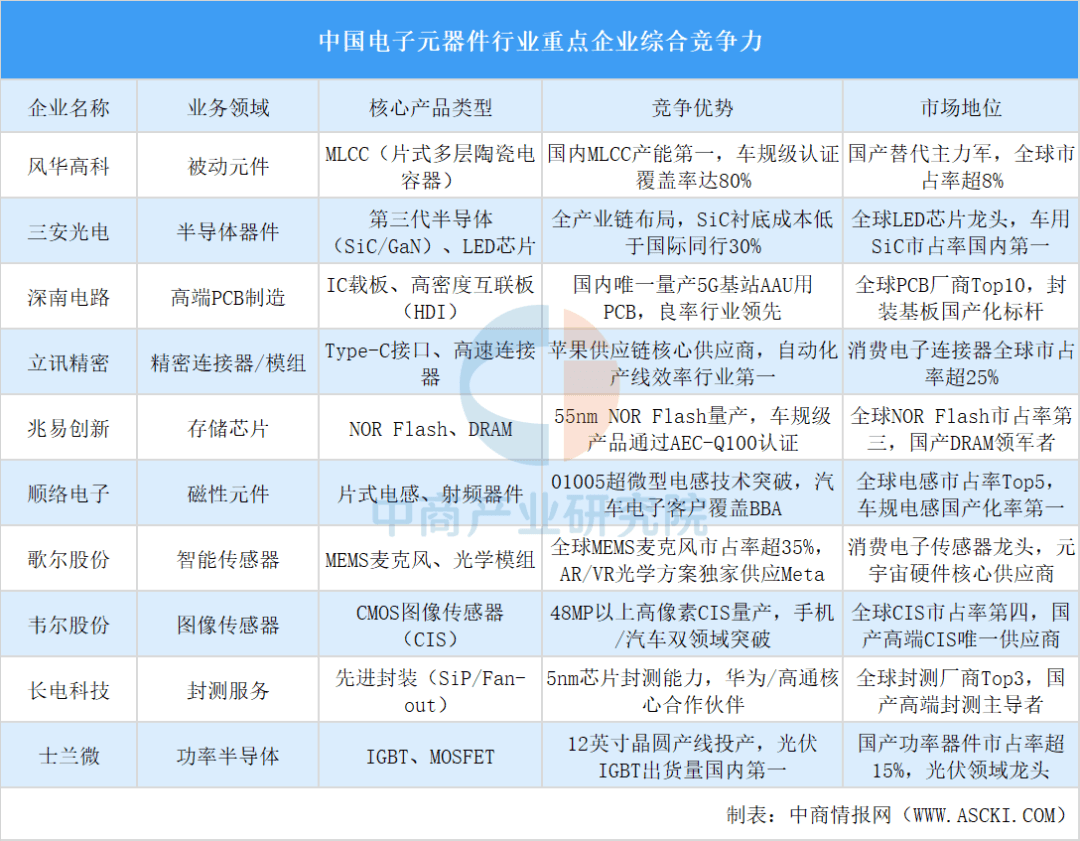 中国电子元器件行业重点企业综合竞争力
企业名称 业务领域 核心产品类型 竞争优势 市场地位
风华高科 被动元件 MLCC（片式多层陶瓷电 国内MLCC产能第一，车规级认证 国产替代主力军，全球市
容器） 覆盖率达80% 占率超8%
三安光电 半导体器件 第三代半导体 全产业链布局，SiC衬底成本低 全球LED芯片龙头，车用
（SiC/GaN）、LED芯片 于国际同行30% SiC市占率国内第一
深南电路 高端PCB制造 IC载板、高密度互联板 国内唯一量产5G基站AAU用 全球PCB厂商Top10，封
（HDI） PCB，良率行业领先 装基板国产化标杆
立讯精密 精密连接器/模组 Type-C接口、高速连接 苹果供应链核心供应商，自动化 消费电子连接器全球市占
器 产线效率行业第一 率超25%
兆易创新 存储芯片 NOR Flash、DRAM 55nm NOR Flash量产，车规级 全球NOR Flash市占率第
产品通过AEC-Q100认证 三，国产DRAM领军者
顺络电子 磁性元件 片式电感、射频器件 01005超微型电感技术突破，汽 全球电感市占率Top5，
车电子客户覆盖BBA 车规电感国产化率第一
歌尔股份 智能传感器 MEMS麦克风、光学模组 全球MEMS麦克风市占率超35%， 消费电子传感器龙头，元
AR/VR光学方案独家供应Meta 宇宙硬件核心供应商
韦尔股份 图像传感器 CMOS图像传感器 48MP以上高像素CIS量产，手机 全球CIS市占率第四，国
（CIS） /汽车双领域突破 产高端CIS唯一供应商
长电科技 封测服务 先进封装（SiP/Fan- 5nm芯片封测能力，华为/高通核 全球封测厂商Top3，国
out） 心合作伙伴 产高端封测主导者
士兰微 功率半导体 IGBT、MOSFET 12英寸晶圆产线投产，光伏 国产功率器件市占率超
IGBT出货量国内第一 15%，光伏领域龙头
制表：中商情报网（WWW.ASCKI.COM）
中商产业研究院